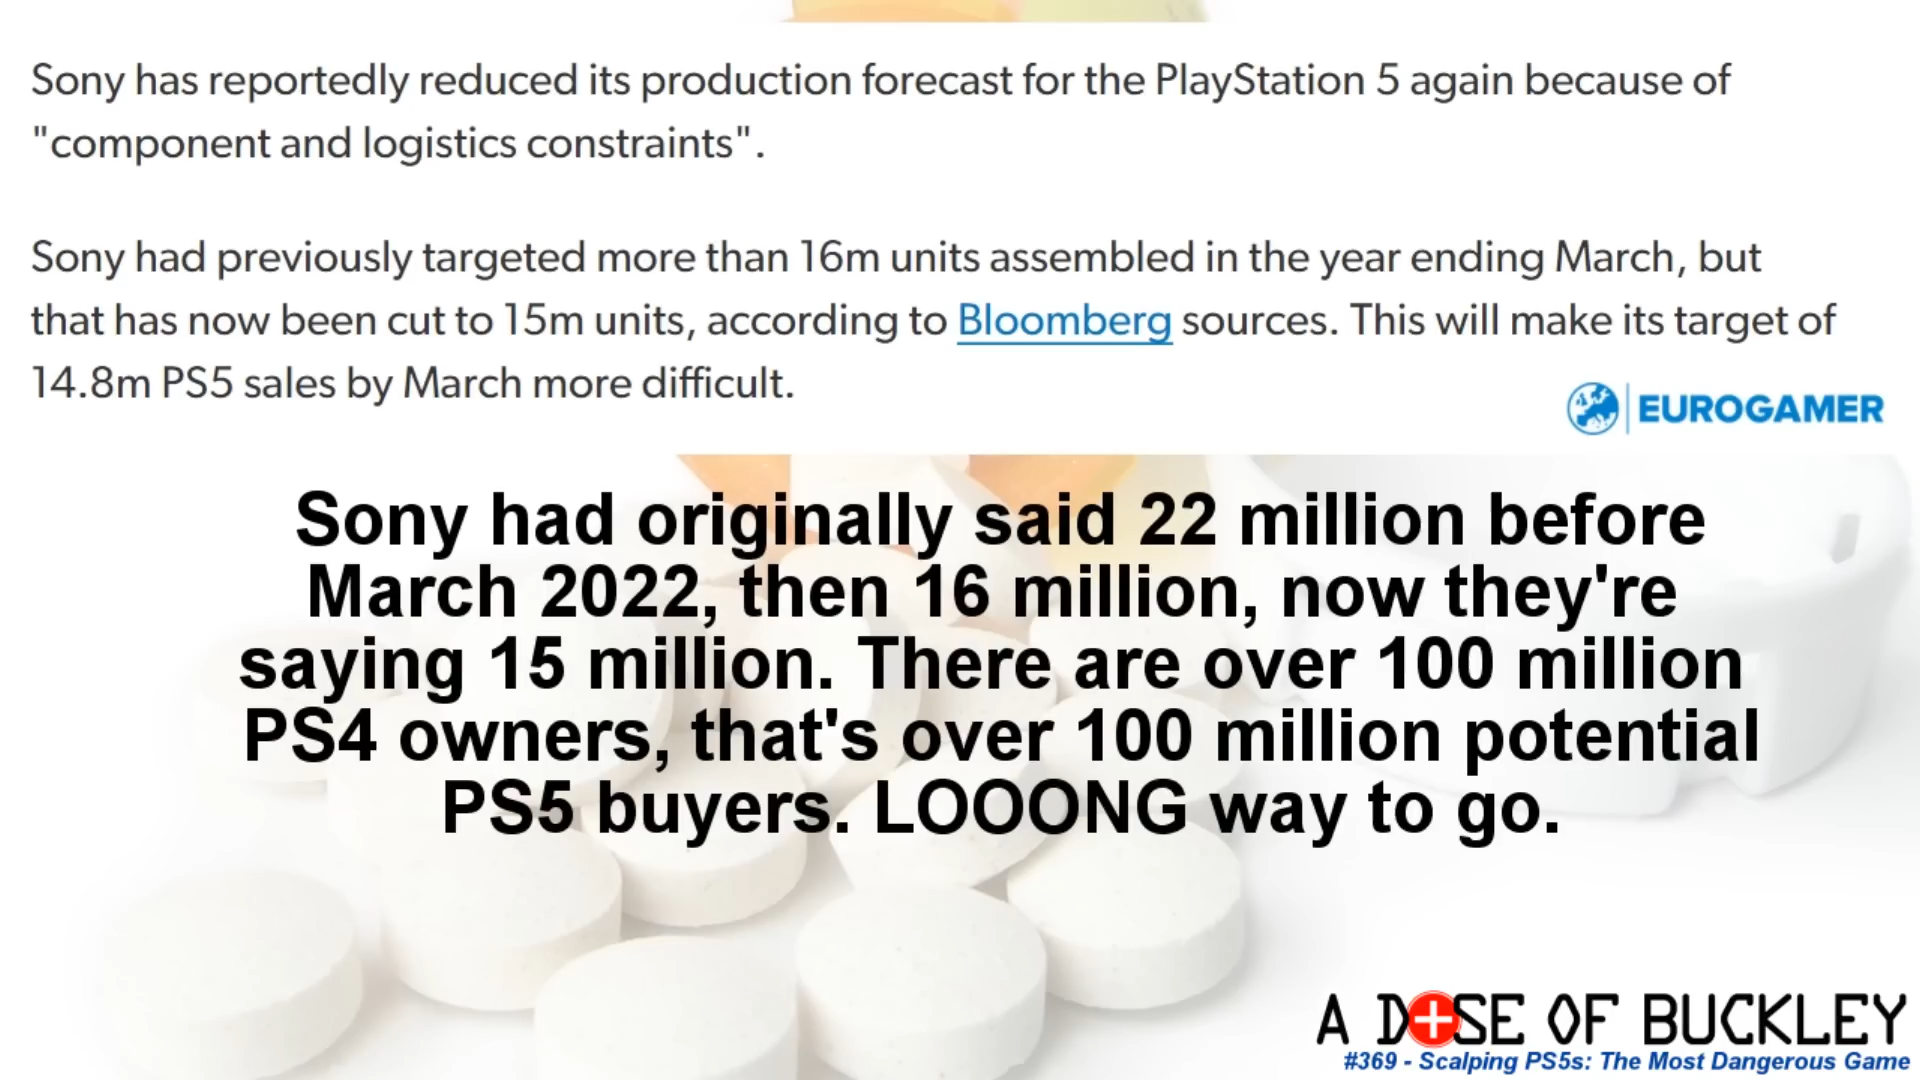 Sony has reportedly reduced its production forecast for the PlayStation 5 again because of
"component and logistics constraints".
Sony had previously targeted more than 16m units assembled in the year ending March, but
that has now been cut to 15m units, according to Bloomberg sources. This will make its target of
14.8m PS5 sales by March more difficult.
EUROGAMER
Sony had originally said 22 million before
March 2022, then 16 million, now they're
saying 15 million. There are over 100 million
PS4 owners, that's over 100 million potential
PS5 buyers. LOOONG way to go.
A DOSE OF BUCKLEY
#369 - Scalping PS5s: The Most Dangerous Game